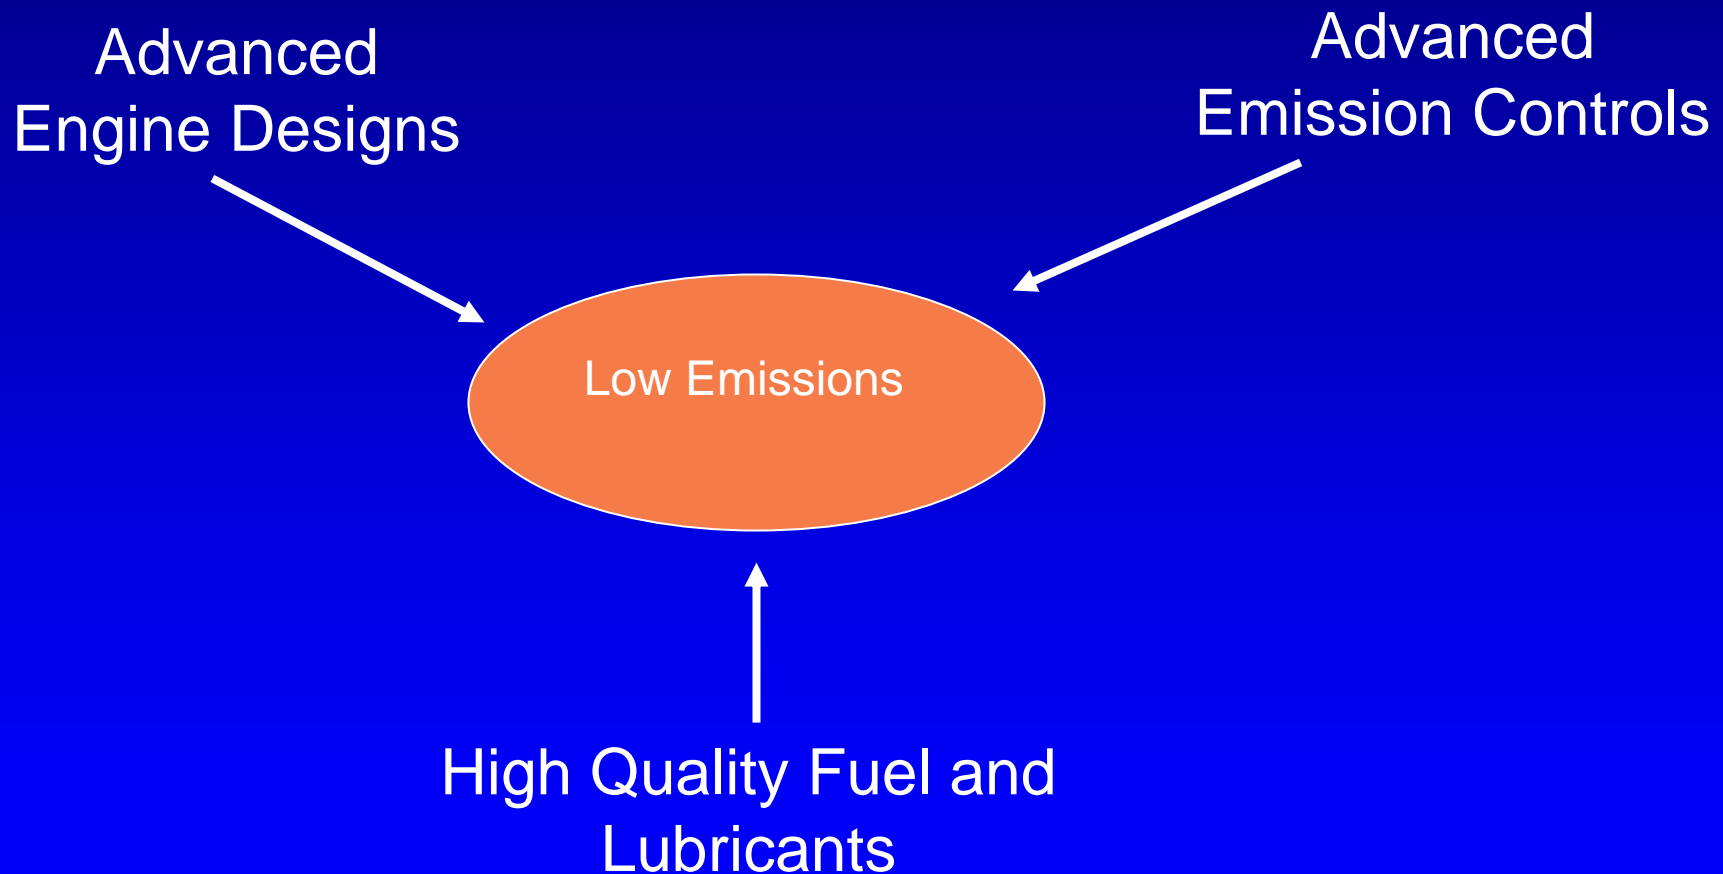 Advanced
Engine Designs
Advanced
Emission Controls
Low Emissions
High Quality Fuel and
Lubricants